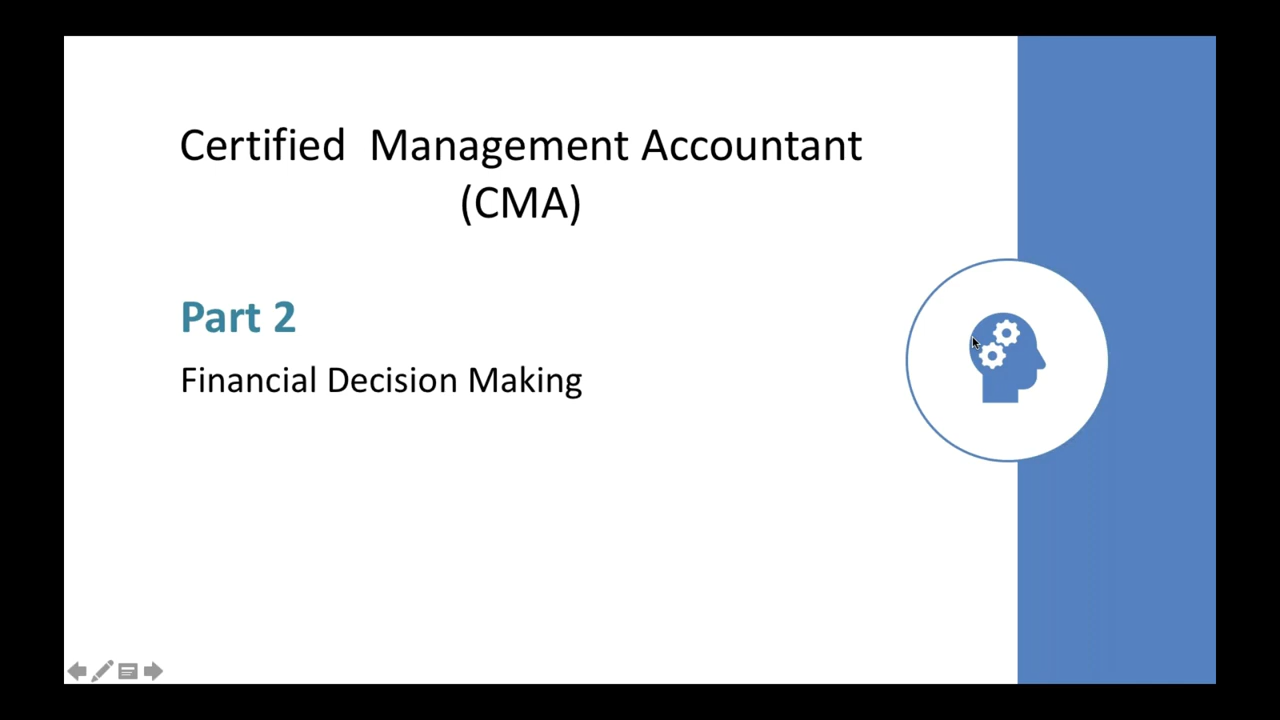 Certified  Management Accountant
(CMA)
Part 2
Financial Decision Making